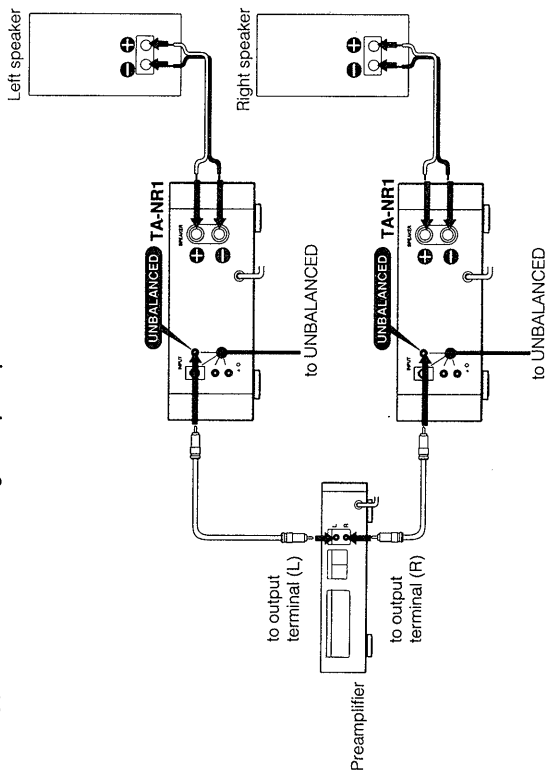 Left speaker
Right speaker
+
−
+
−
UNBALANCED
TA-NR1
SPEAKER
+
−
INPUT
to UNBALANCED
UNBALANCED
TA-NR1
SPEAKER
+
−
INPUT
to UNBALANCED
L
R
to output
terminal (L)
to output
terminal (R)
Preamplifier